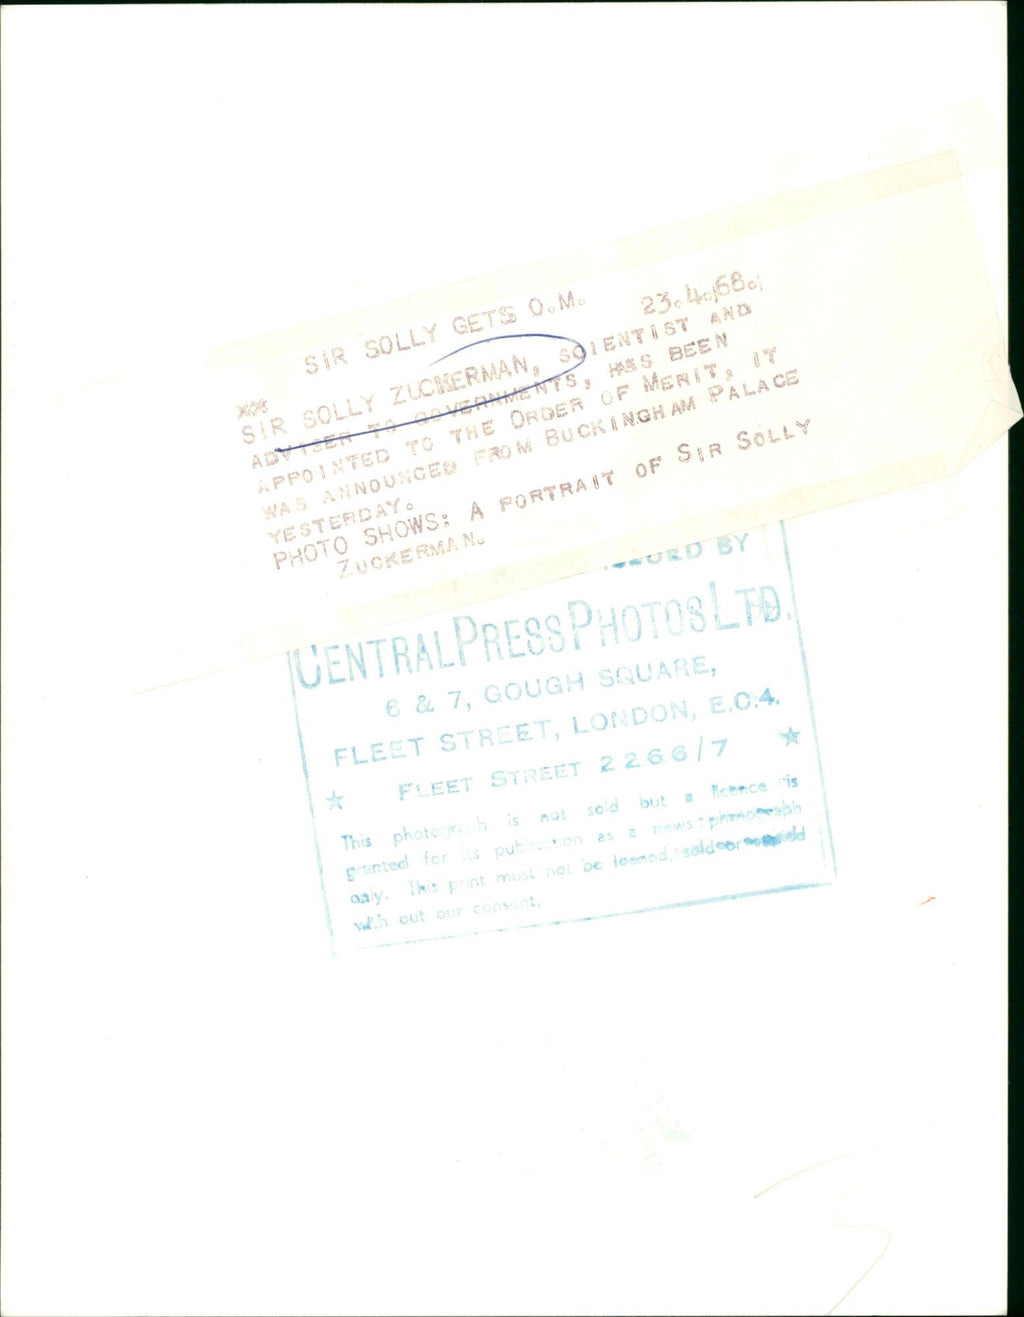 SIR SOLLY GETS O.M. 23.4.68.
SIR SOLLY ZUCKERMAN, SCIENTIST AND
ADVISER TO GOVERNMENTS, HAS BEEN
APPOINTED TO THE ORDER OF MERIT, IT
WAS ANNOUNCED FROM BUCKINGHAM PALACE
YESTERDAY.
PHOTO SHOWS: A PORTRAIT OF SIR SOLLY
ZUCKERMAN.
ISSUED BY
CENTRAL PRESS PHOTOS LTD.
6 & 7, GOUGH SQUARE,
FLEET STREET, LONDON, E.C.4.
FLEET STREET 2266/7
This photograph is not sold but a licence is
granted for its publication as a news photograph
only. This print must not be loaned, sold or
with out our consent.